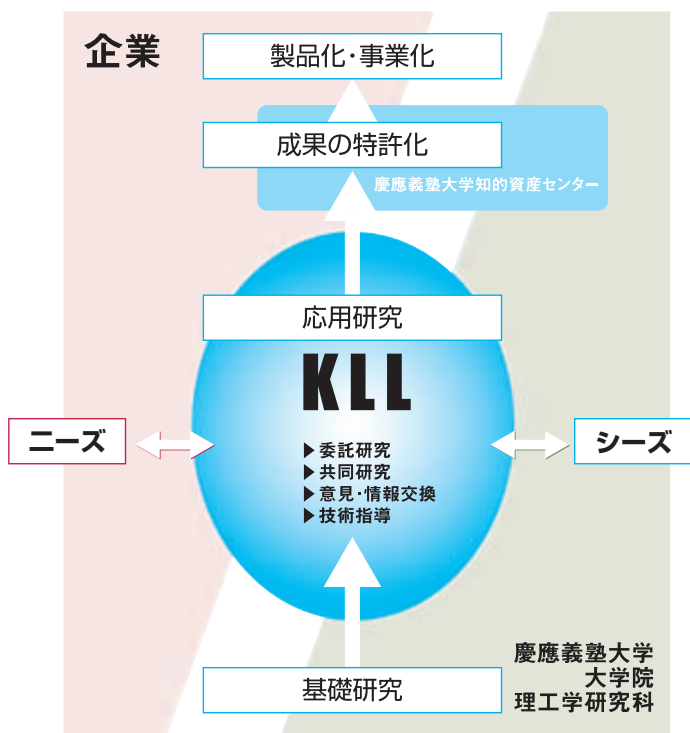 企業
製品化・事業化
成果の特許化
慶應義塾大学知的資産センター
応用研究
KLL
ニーズ
シーズ
▶委託研究
▶共同研究
▶意見・情報交換
▶技術指導
慶應義塾大学
大学院
理工学研究科
基礎研究